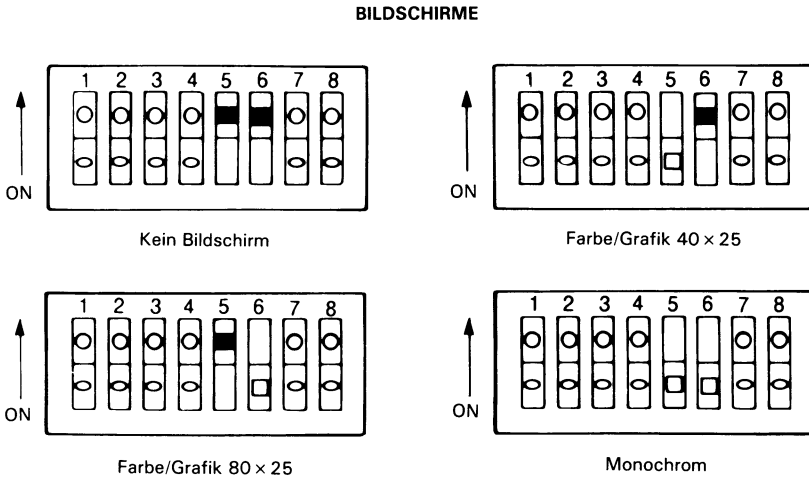 BILDSCHIRME
1 2 3 4 5 6 7 8
ON
Kein Bildschirm
1 2 3 4 5 6 7 8
ON
Farbe/Grafik 40 × 25
1 2 3 4 5 6 7 8
ON
Farbe/Grafik 80 × 25
1 2 3 4 5 6 7 8
ON
Monochrom